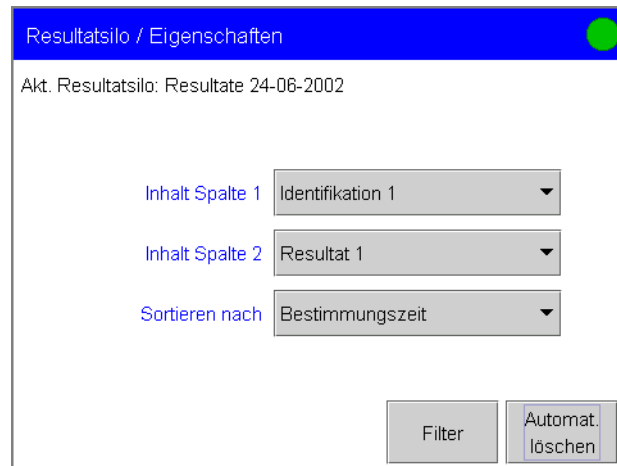 Resultatsilo / Eigenschaften
Akt. Resultatsilo: Resultate 24-06-2002
Inhalt Spalte 1 Identifikation 1
Inhalt Spalte 2 Resultat 1
Sortieren nach Bestimmungszeit
Filter
Automat.
löschen